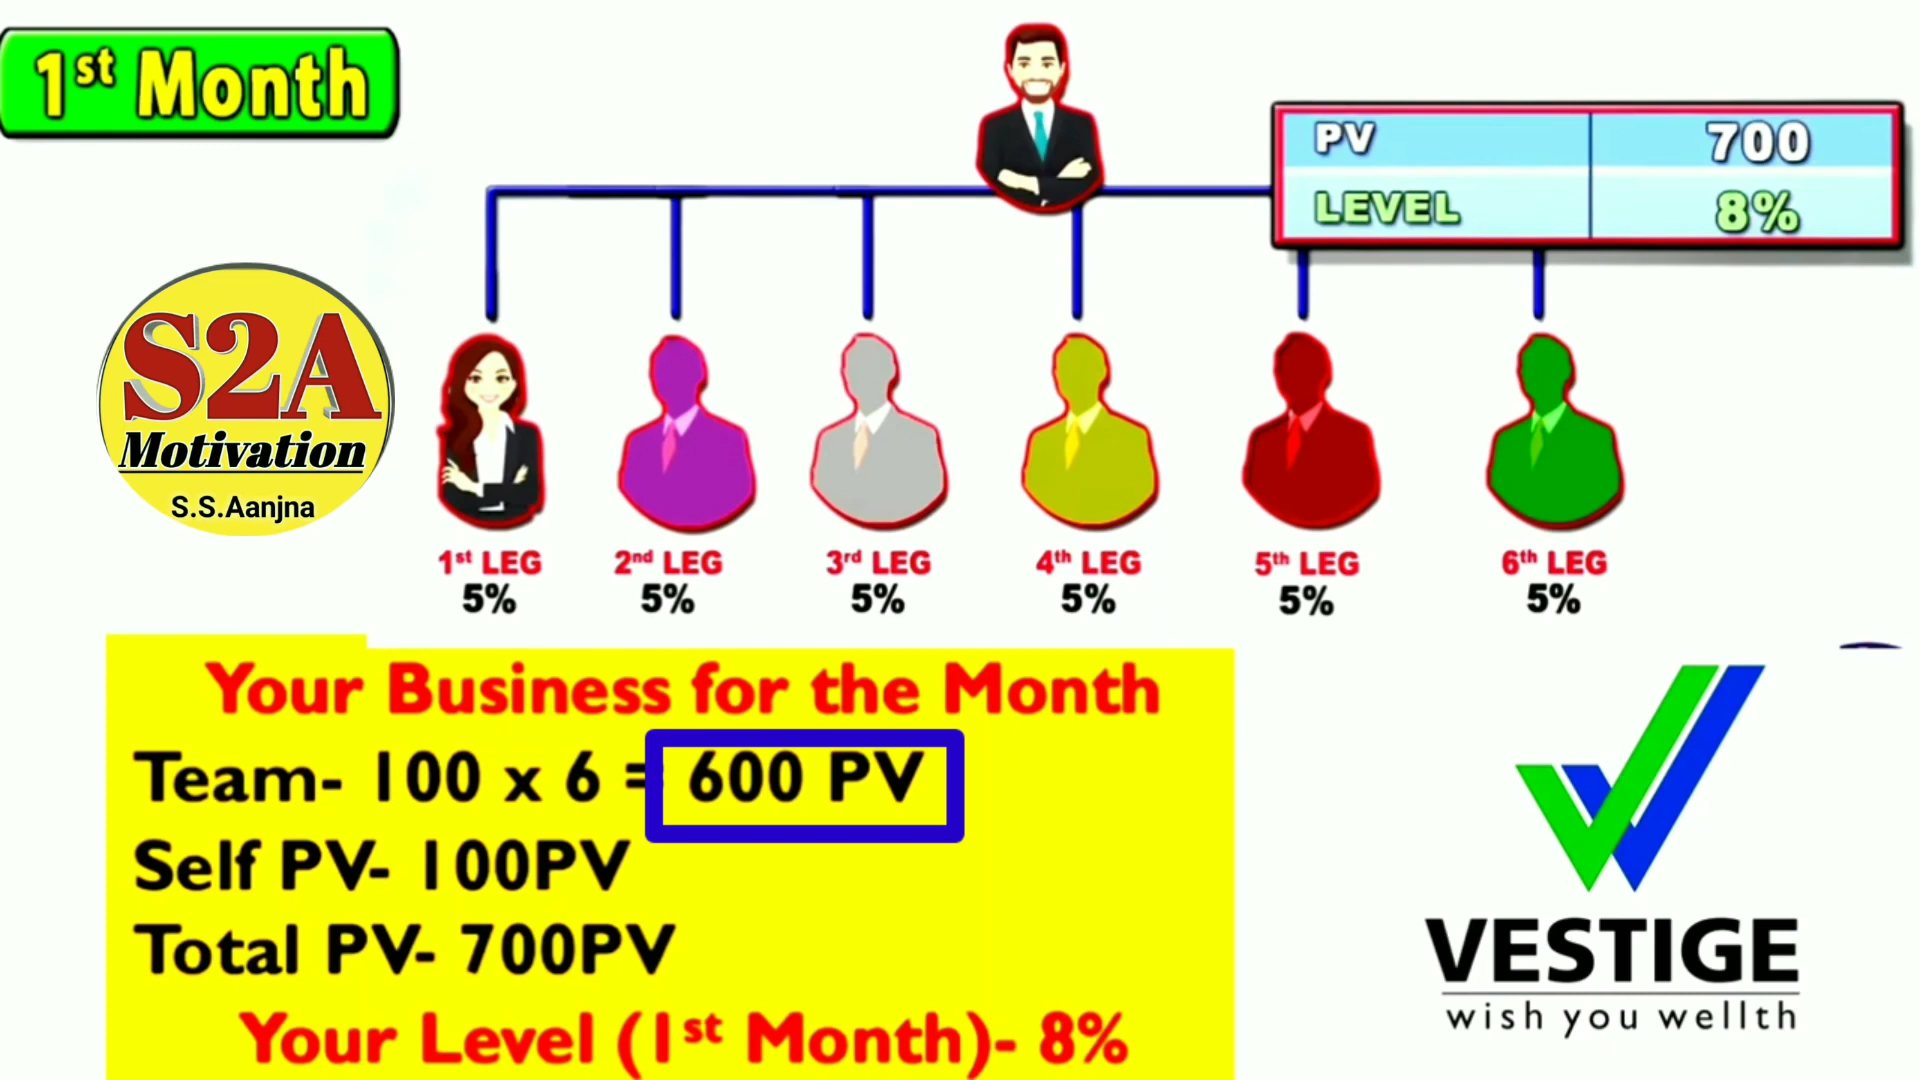 1st Month
PV 700
LEVEL 8%
S2A
Motivation
S.S.Aanjna
1st LEG 2nd LEG 3rd LEG 4th LEG 5th LEG 6th LEG
5% 5% 5% 5% 5% 5%
Your Business for the Month
Team- 100 x 6 = 600 PV
Self PV- 100PV
Total PV- 700PV
Your Level (1st Month)- 8%
VESTIGE
wish you wellth